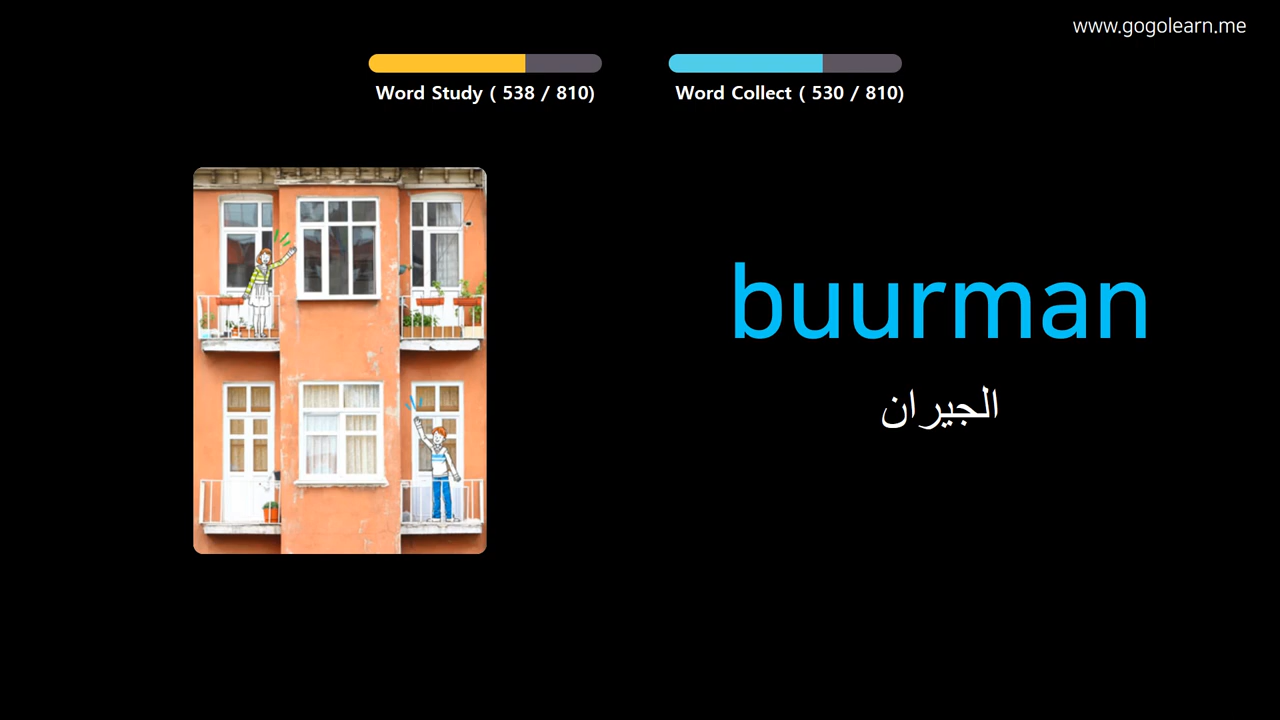 www.gogolearn.me
Word Study ( 538 / 810)
Word Collect ( 530 / 810)
buurman
الجيران